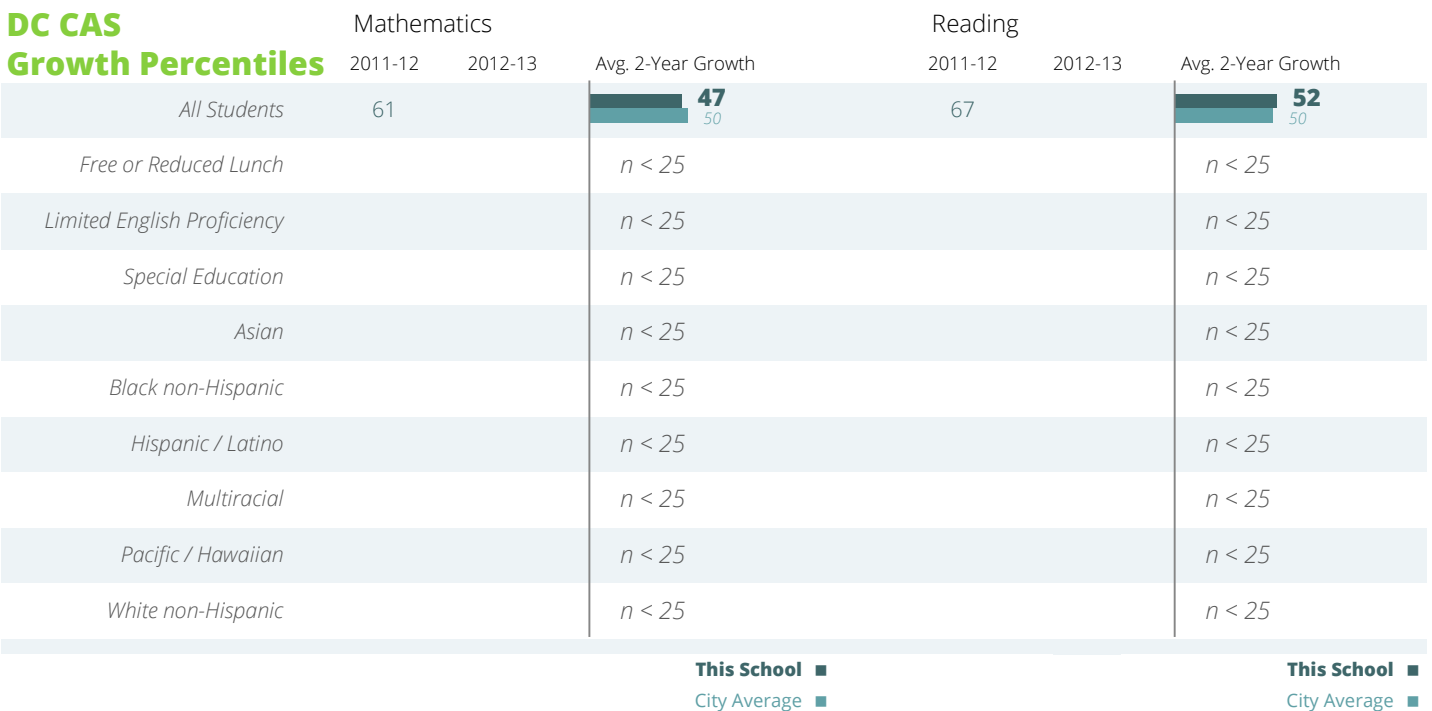 DC CAS Mathematics Reading
Growth Percentiles 2011-12 2012-13 Avg. 2-Year Growth 2011-12 2012-13 Avg. 2-Year Growth
All Students 61 47 67 52
50 50
Free or Reduced Lunch n < 25 n < 25
Limited English Proficiency n < 25 n < 25
Special Education n < 25 n < 25
Asian n < 25 n < 25
Black non-Hispanic n < 25 n < 25
Hispanic / Latino n < 25 n < 25
Multiracial n < 25 n < 25
Pacific / Hawaiian n < 25 n < 25
White non-Hispanic n < 25 n < 25
This School This School
City Average City Average